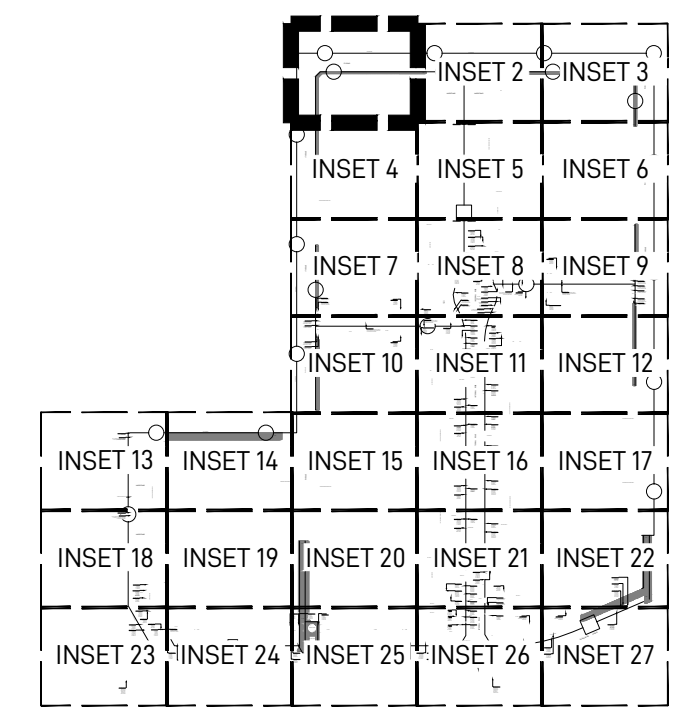 INSET 2
INSET 3
INSET 4
INSET 5
INSET 6
INSET 7
INSET 8
INSET 9
INSET 10
INSET 11
INSET 12
INSET 13
INSET 14
INSET 15
INSET 16
INSET 17
INSET 18
INSET 19
INSET 20
INSET 21
INSET 22
INSET 23
INSET 24
INSET 25
INSET 26
INSET 27